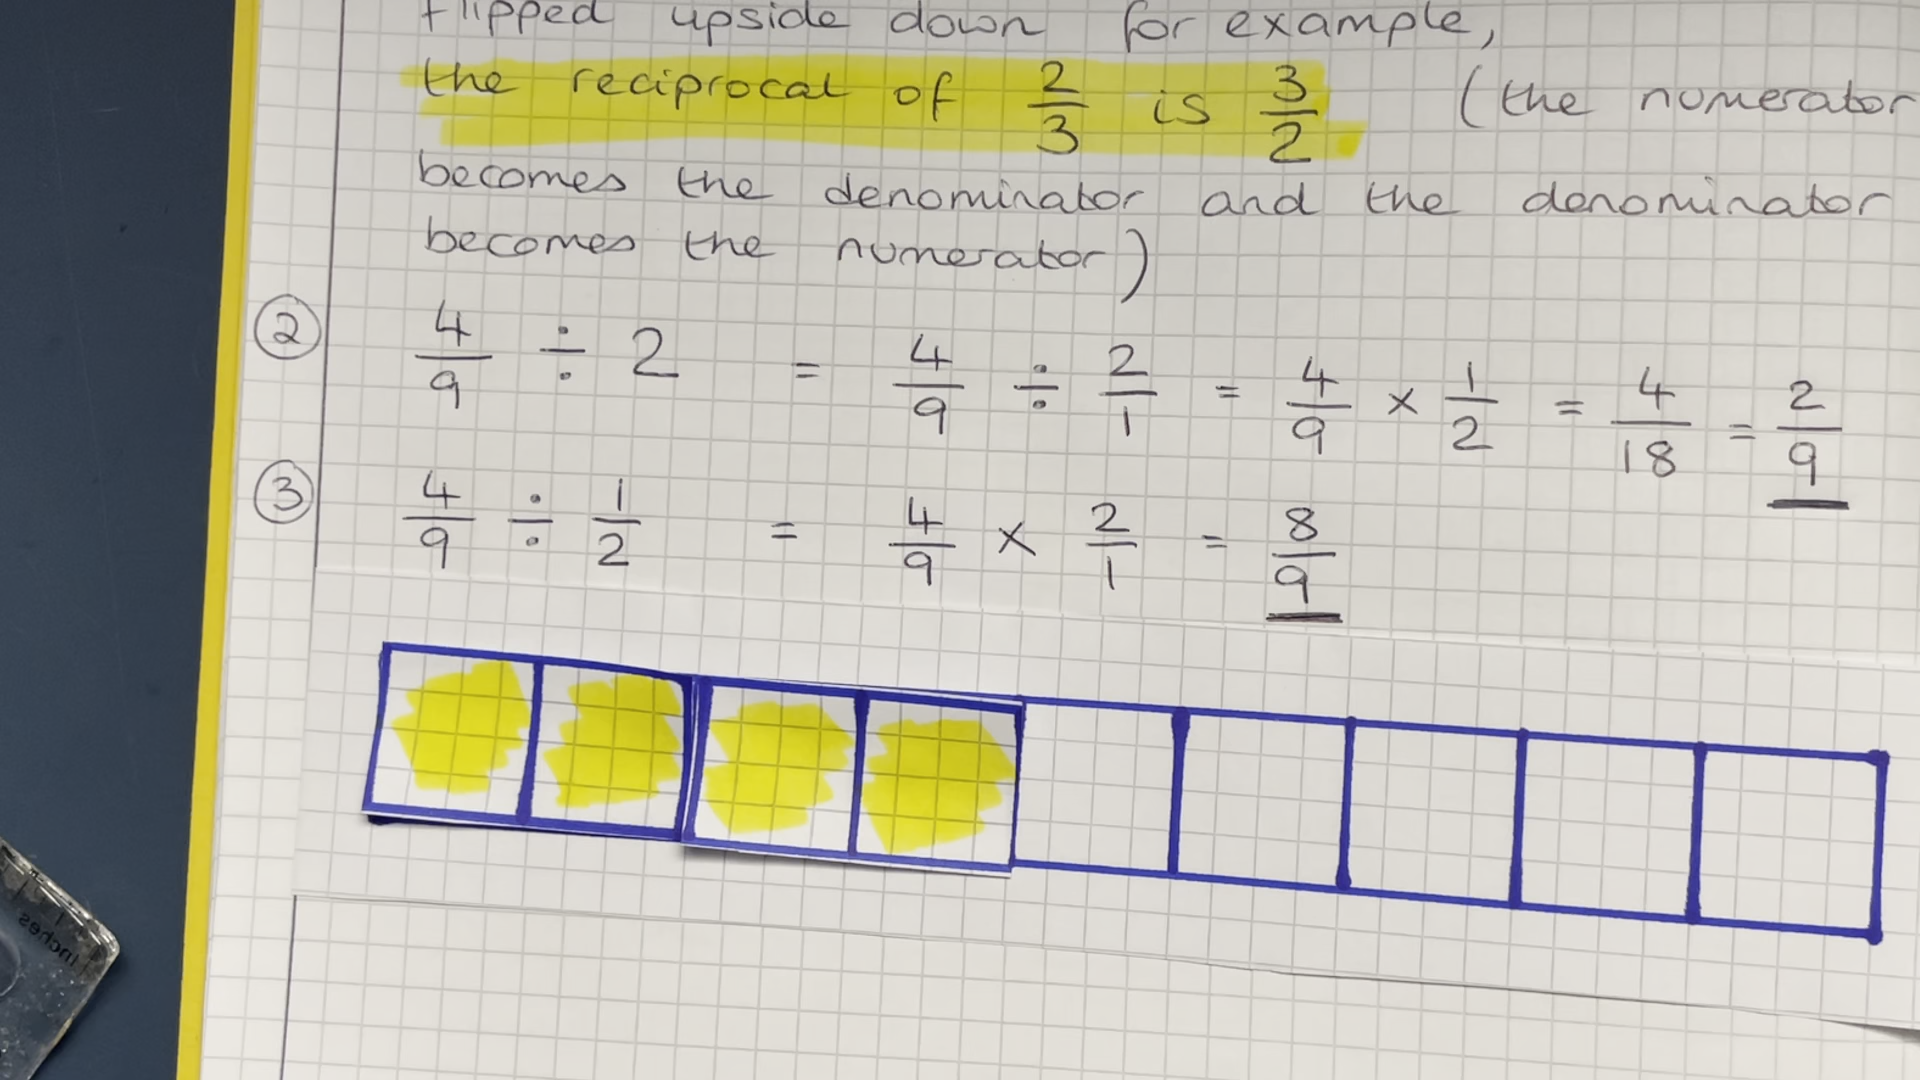 flipped upside down for example,
the reciprocal of 2/3 is 3/2 (the numerator
becomes the denominator and the denominator
becomes the numerator)
② 4/9 ÷ 2 = 4/9 ÷ 2/1 = 4/9 × 1/2 = 4/18 = 2/9
③ 4/9 ÷ 1/2 = 4/9 × 2/1 = 8/9
Inches